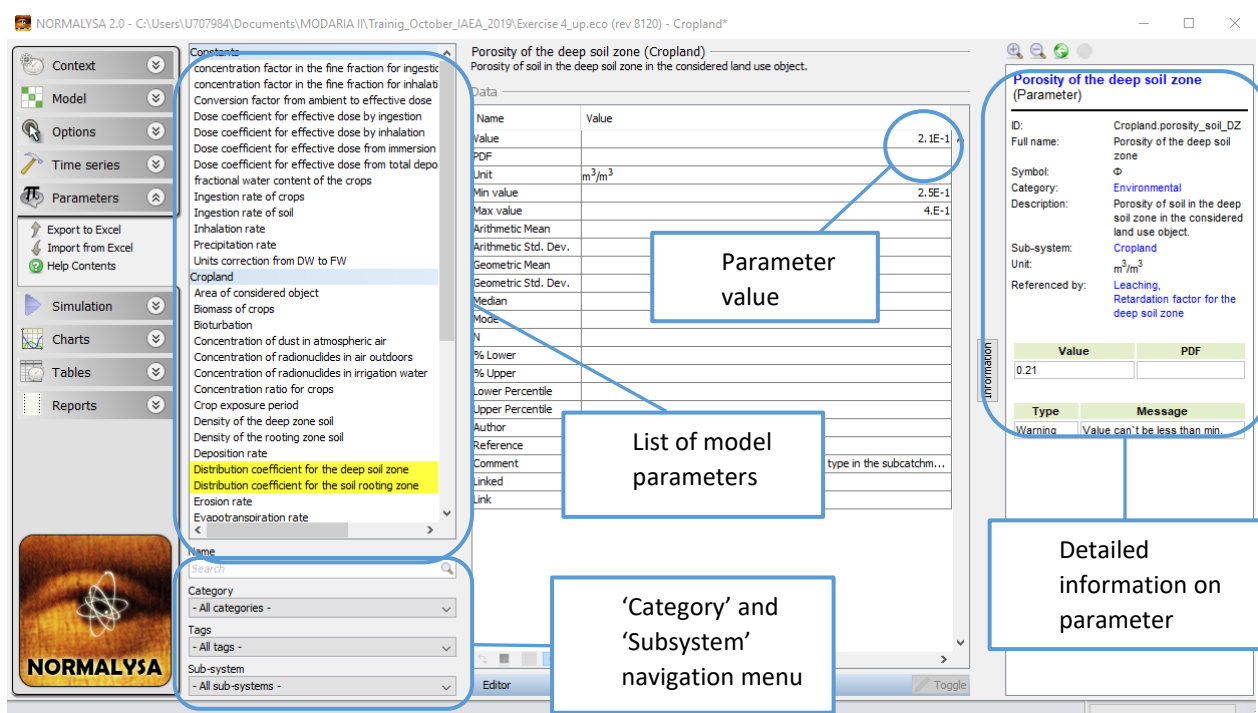 NORMALYSA 2.0 - C:\Users\U707984\Documents\MODARIA II\Trainig_October_IAEA_2019\Exercise 4_up.eco (rev 8120) - Cropland*
Context
Model
Options
Time series
Parameters
Export to Excel
Import from Excel
Help Contents
Simulation
Charts
Tables
Reports
NORMALYSA
Constants
concentration factor in the fine fraction for ingestic
concentration factor in the fine fraction for inhalati
Conversion factor from ambient to effective dose
Dose coefficient for effective dose by ingestion
Dose coefficient for effective dose by inhalation
Dose coefficient for effective dose from immersion
Dose coefficient for effective dose from total depo
fractional water content of the crops
Ingestion rate of crops
Ingestion rate of soil
Inhalation rate
Precipitation rate
Units correction from DW to FW
Cropland
Area of considered object
Biomass of crops
Bioturbation
Concentration of dust in atmospheric air
Concentration of radionuclides in air outdoors
Concentration of radionuclides in irrigation water
Concentration ratio for crops
Crop exposure period
Density of the deep zone soil
Density of the rooting zone soil
Deposition rate
Distribution coefficient for the deep soil zone
Distribution coefficient for the soil rooting zone
Erosion rate
Evapotranspiration rate
Name
Search
Category
- All categories -
Tags
- All tags -
Sub-system
- All sub-systems -
Porosity of the deep soil zone (Cropland)
Porosity of soil in the deep soil zone in the considered land use object.
Data
Name Value
Value 2.1E-1
PDF
Unit m³/m³
Min value 2.5E-1
Max value 4.E-1
Arithmetic Mean
Arithmetic Std. Dev.
Geometric Mean
Geometric Std. Dev.
Median
Mode
N
% Lower
% Upper
Lower Percentile
Upper Percentile
Author
Reference
Comment type in the subcatchm...
Linked
Link
Editor Toggle
Parameter
value
List of model
parameters
‘Category’ and
‘Subsystem’
navigation menu
Information
Porosity of the deep soil zone
(Parameter)
ID: Cropland.porosity_soil_DZ
Full name: Porosity of the deep soil
zone
Symbol: Φ
Category: Environmental
Description: Porosity of soil in the deep
soil zone in the considered
land use object.
Sub-system: Cropland
Unit: m³/m³
Referenced by: Leaching,
Retardation factor for the
deep soil zone
Value PDF
0.21
Type Message
Warning Value can`t be less than min.
Detailed
information on
parameter